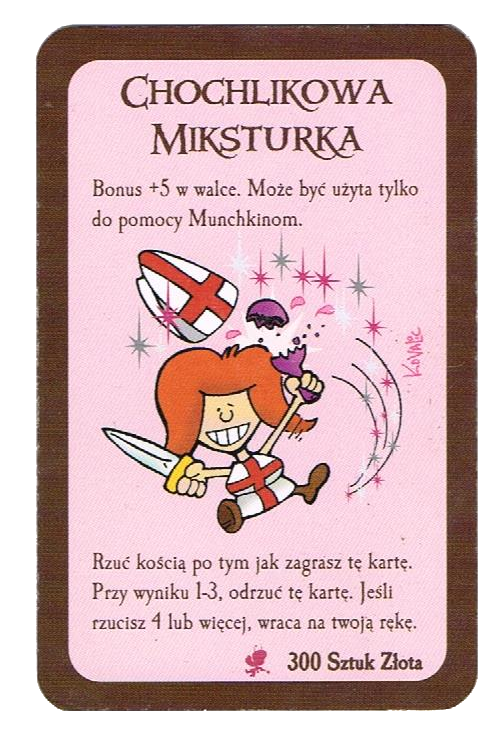 Chochlikowa
Miksturka
Bonus +5 w walce. Może być użyta tylko
do pomocy Munchkinom.
Kovalic
Rzuć kością po tym jak zagrasz tę kartę.
Przy wyniku 1-3, odrzuć tę kartę. Jeśli
rzucisz 4 lub więcej, wraca na twoją rękę.
300 Sztuk Złota